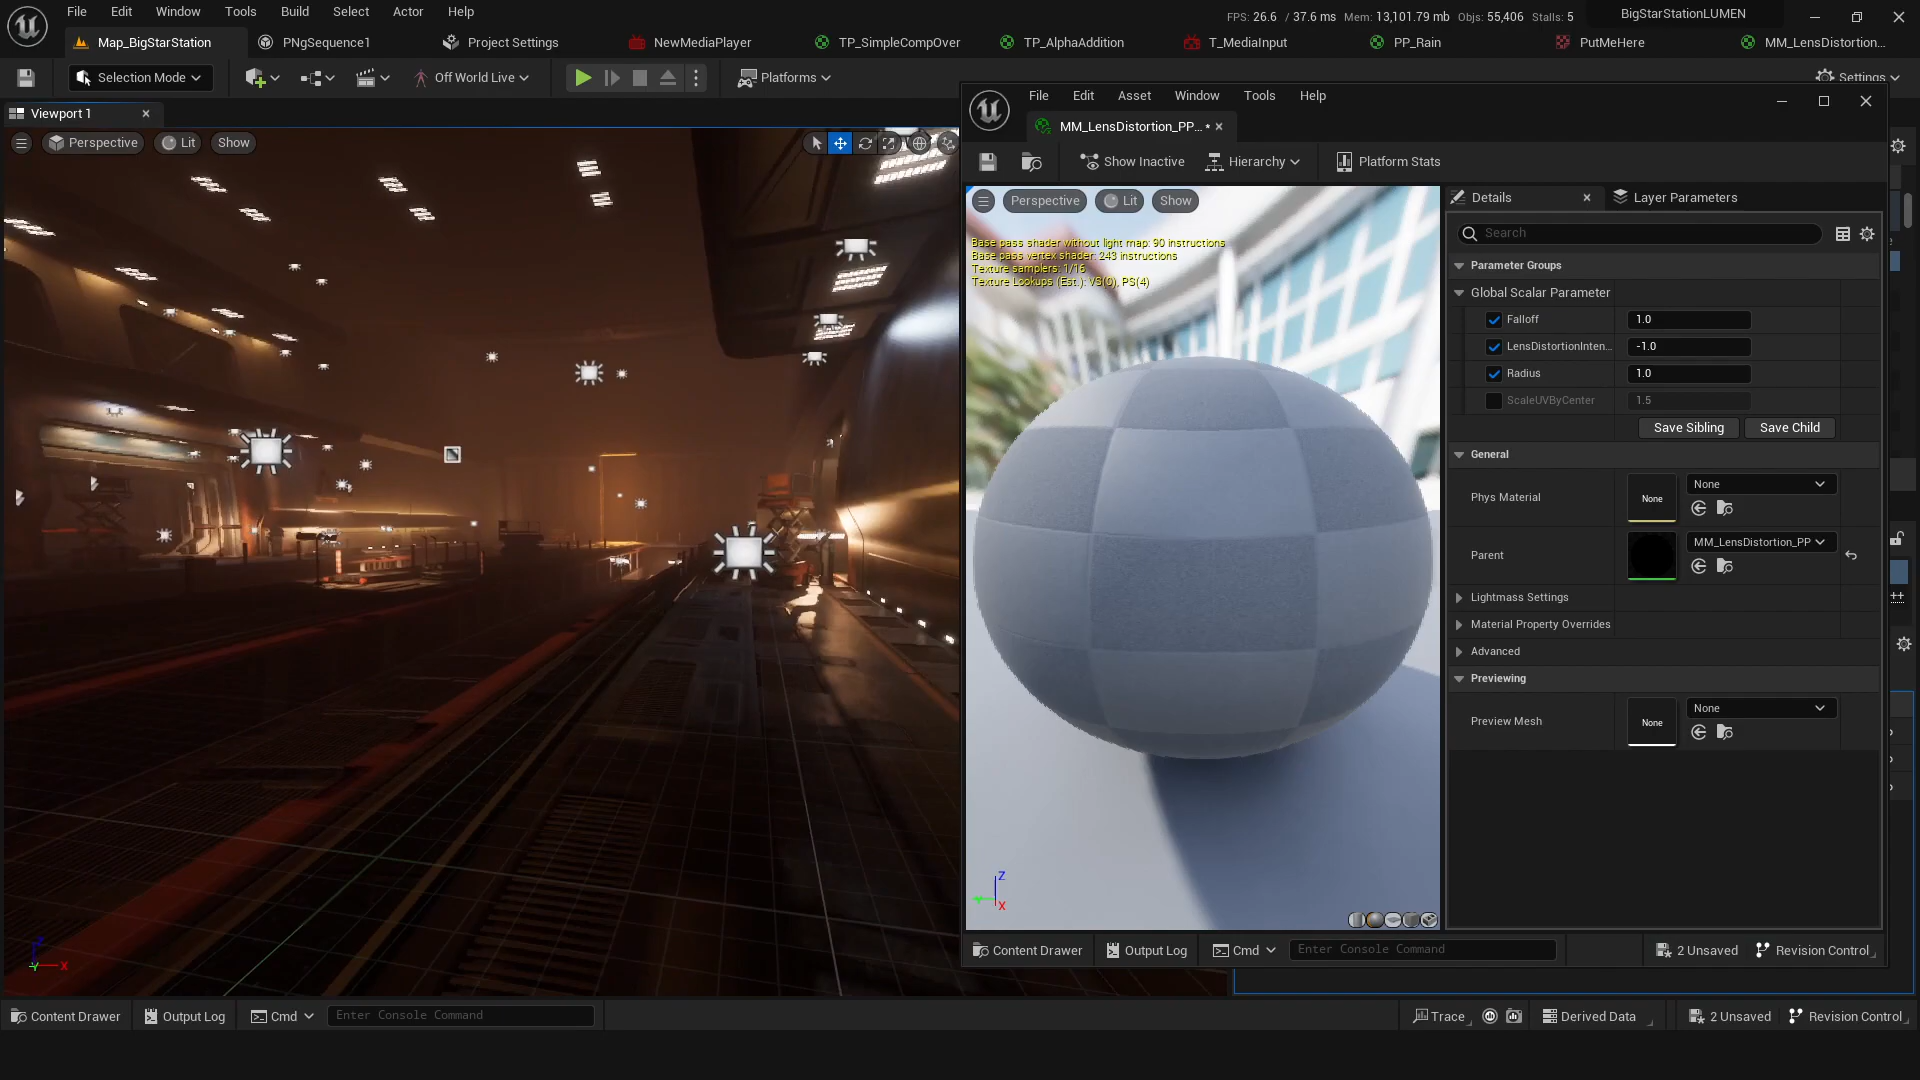 File Edit Window Tools Build Select Actor Help
FPS: 26.6 / 37.6 ms Mem: 13,101.79 mb Objs: 55,406 Stalls: 5
BigStarStationLUMEN
Map_BigStarStation
PNgSequence1
Project Settings
NewMediaPlayer
TP_SimpleCompOver
TP_AlphaAddition
T_MediaInput
PP_Rain
PutMeHere
MM_LensDistortion...
Selection Mode
Off World Live
Platforms
Settings
Viewport 1
Perspective
Lit
Show
File Edit Asset Window Tools Help
MM_LensDistortion_PP... •
Show Inactive
Hierarchy
Platform Stats
Perspective
Lit
Show
Base pass shader without light map: 90 instructions
Base pass vertex shader: 243 instructions
Texture samplers: 1/16
Texture Lookups (Est.): VS(0), PS(4)
Details
Layer Parameters
Search
Parameter Groups
Global Scalar Parameter
Falloff 1.0
LensDistortionInten... -1.0
Radius 1.0
ScaleUVByCenter 1.5
Save Sibling
Save Child
General
Phys Material
None
None
Parent
MM_LensDistortion_PP
Lightmass Settings
Material Property Overrides
Advanced
Previewing
Preview Mesh
None
None
Z
Y
X
Content Drawer
Output Log
Cmd
Enter Console Command
2 Unsaved
Revision Control
Z
Y
X
Content Drawer
Output Log
Cmd
Enter Console Command
Trace
Derived Data
2 Unsaved
Revision Control